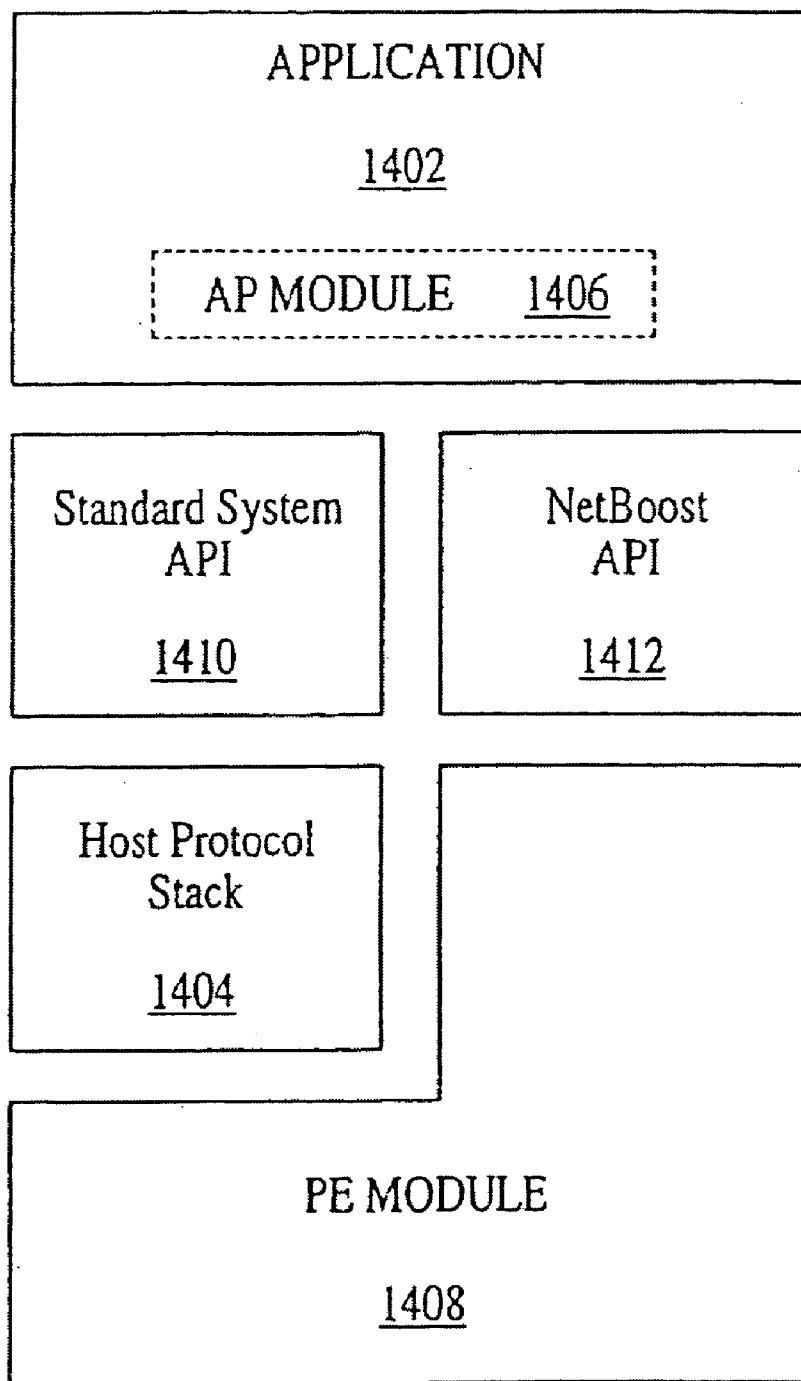 APPLICATION
1402
AP MODULE 1406
Standard System
API
1410
NetBoost
API
1412
Host Protocol
Stack
1404
PE MODULE
1408